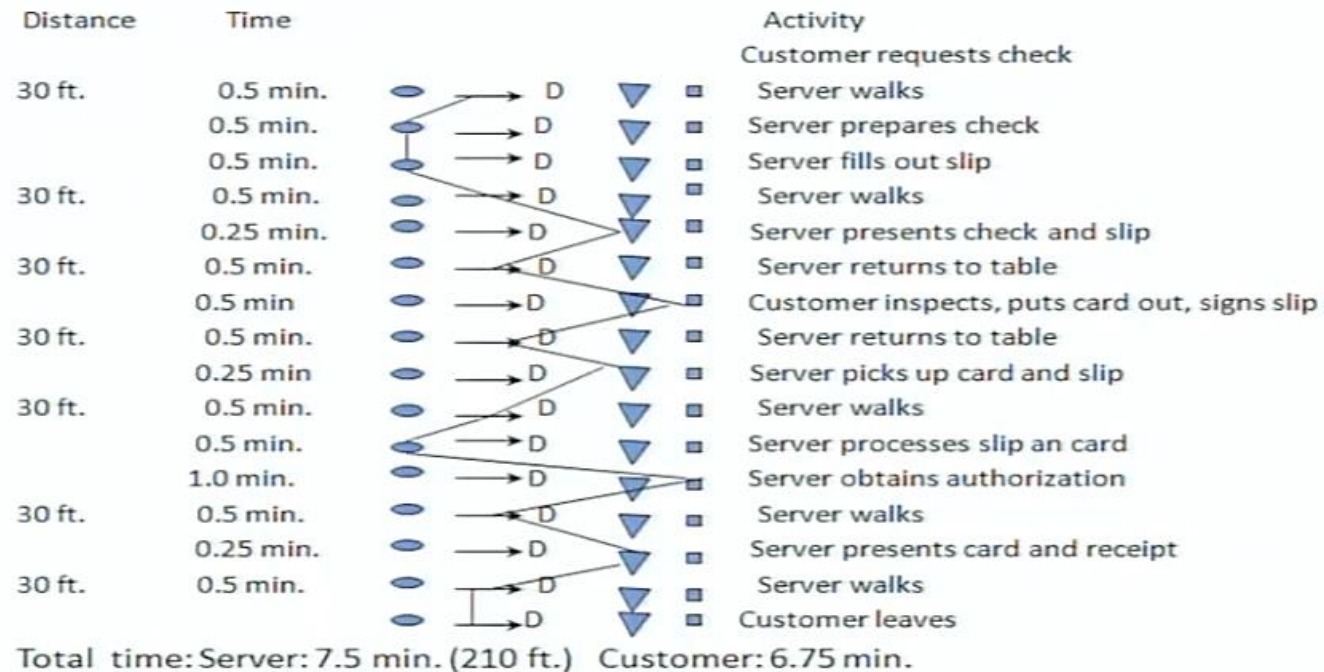 Distance Time Activity
Customer requests check
30 ft. 0.5 min. D Server walks
0.5 min. D Server prepares check
0.5 min. D Server fills out slip
30 ft. 0.5 min. D Server walks
0.25 min. D Server presents check and slip
30 ft. 0.5 min. D Server returns to table
0.5 min D Customer inspects, puts card out, signs slip
30 ft. 0.5 min. D Server returns to table
0.25 min D Server picks up card and slip
30 ft. 0.5 min. D Server walks
0.5 min. D Server processes slip an card
1.0 min. D Server obtains authorization
30 ft. 0.5 min. D Server walks
0.25 min. D Server presents card and receipt
30 ft. 0.5 min. D Server walks
D Customer leaves
Total time: Server: 7.5 min. (210 ft.) Customer: 6.75 min.